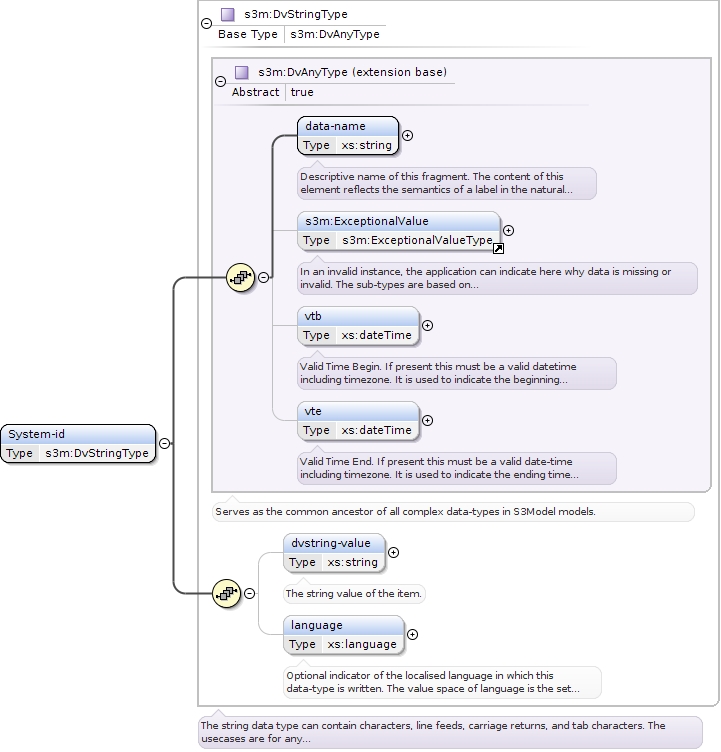 s3m:DvStringType
Base Type s3m:DvAnyType
s3m:DvAnyType (extension base)
Abstract true
data-name
Type xs:string
Descriptive name of this fragment. The content of this
element reflects the semantics of a label in the natural...
s3m:ExceptionalValue
Type s3m:ExceptionalValueType
In an invalid instance, the application can indicate here why data is missing or
invalid. The sub-types are based on...
vtb
Type xs:dateTime
Valid Time Begin. If present this must be a valid datetime
including timezone. It is used to indicate the beginning...
vte
Type xs:dateTime
Valid Time End. If present this must be a valid date-time
including timezone. It is used to indicate the ending time...
System-id
Type s3m:DvStringType
Serves as the common ancestor of all complex data-types in S3Model models.
dvstring-value
Type xs:string
The string value of the item.
language
Type xs:language
Optional indicator of the localised language in which this
data-type is written. The value space of language is the set...
The string data type can contain characters, line feeds, carriage returns, and tab characters. The
usecases are for any...